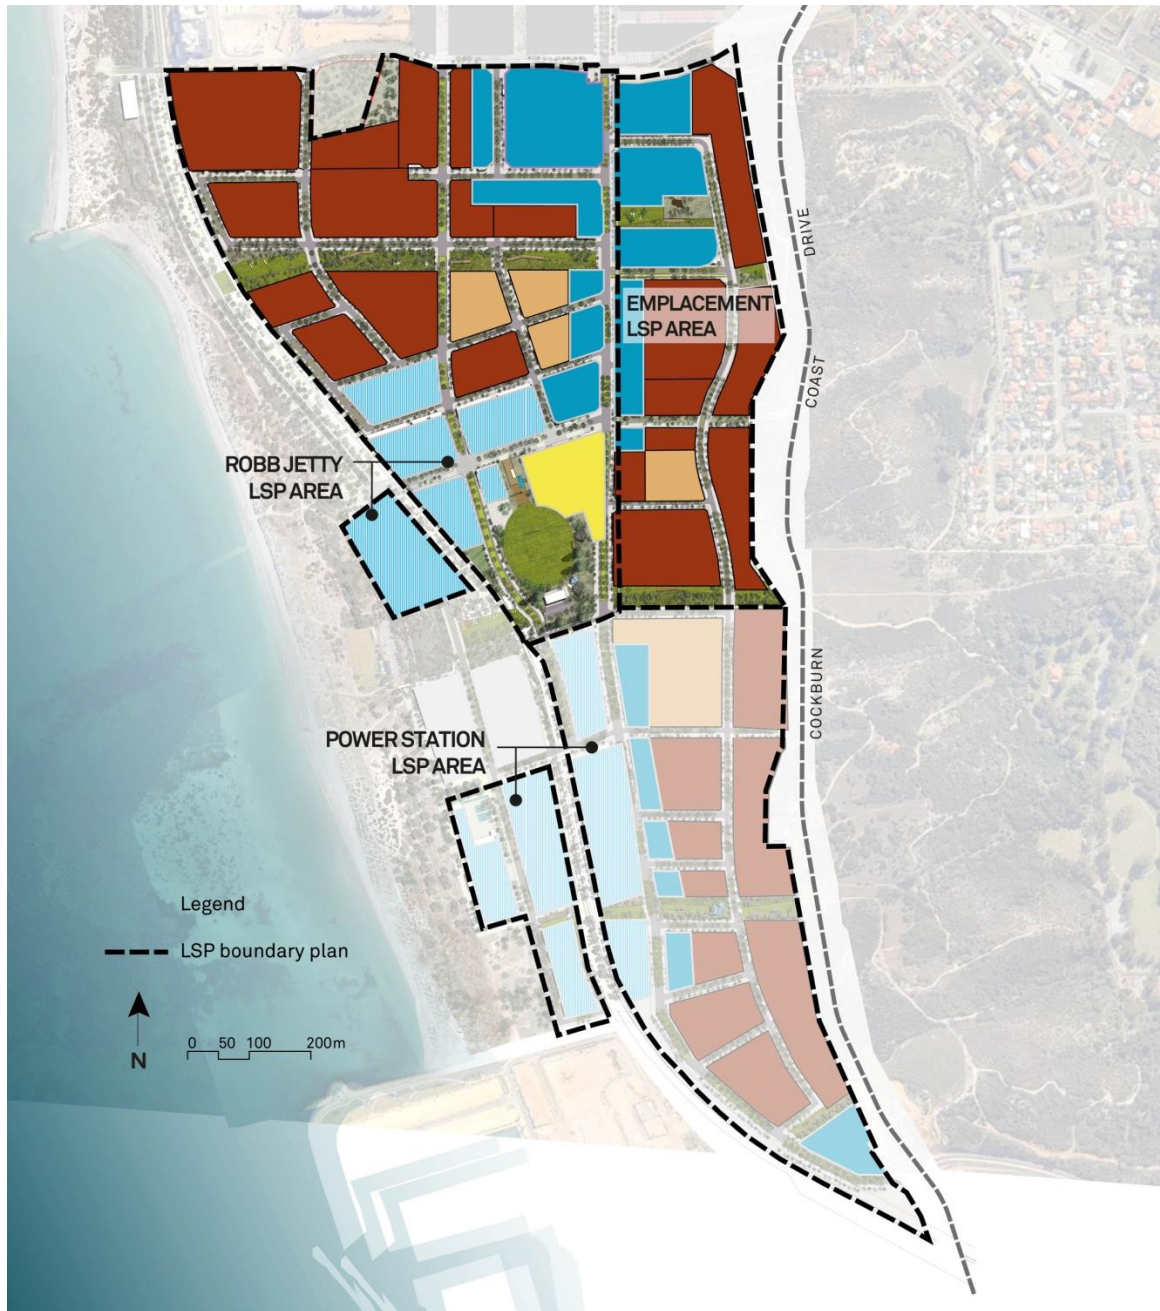 EMPLACEMENT
LSP AREA
DRIVE
COAST
COCKBURN
ROBB JETTY
LSP AREA
POWER STATION
LSP AREA
Legend
LSP boundary plan
N
0 50 100 200m